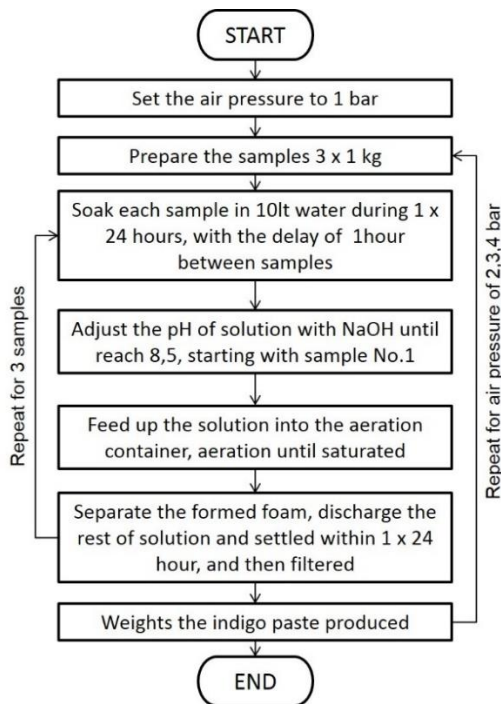 START
Set the air pressure to 1 bar
Prepare the samples 3 x 1 kg
Soak each sample in 10lt water during 1 x
24 hours, with the delay of 1hour
between samples
Adjust the pH of solution with NaOH until
reach 8,5, starting with sample No.1
Feed up the solution into the aeration
container, aeration until saturated
Separate the formed foam, discharge the
rest of solution and settled within 1 x 24
hour, and then filtered
Weights the indigo paste produced
END
Repeat for 3 samples
Repeat for air pressure of 2,3,4 bar